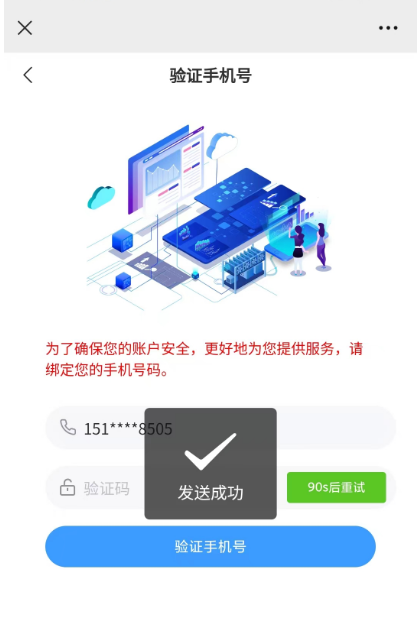 验证手机号
为了确保您的账户安全，更好地为您提供服务，请
绑定您的手机号码。
151****8505
发送成功
验证码
90s后重试
验证手机号